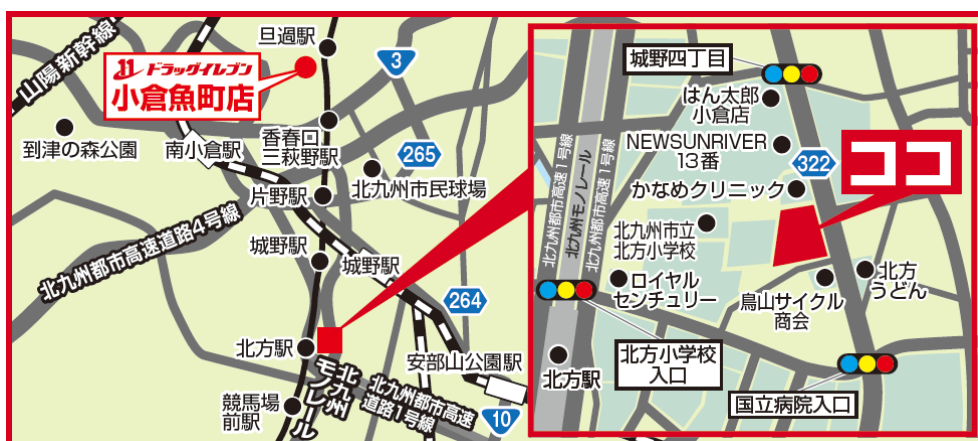 山陽新幹線
旦過駅
ドラッグイレブン
小倉魚町店
3
到津の森公園
南小倉駅
香春口
三萩野駅
265
北九州市民球場
片野駅
北九州都市高速道路4号線
城野駅
城野駅
264
北方駅
安部山公園駅
北九州
モノレール
北九州都市高速
道路1号線
競馬場
前駅
10
城野四丁目
はん太郎
小倉店
NEWSUNRIVER
13番
322
ココ
かなめクリニック
北九州都市高速1号線
北九州モノレール
北九州都市高速1号線
北九州市立
北方小学校
ロイヤル
センチュリー
鳥山サイクル
商会
北方
うどん
北方駅
北方小学校
入口
国立病院入口